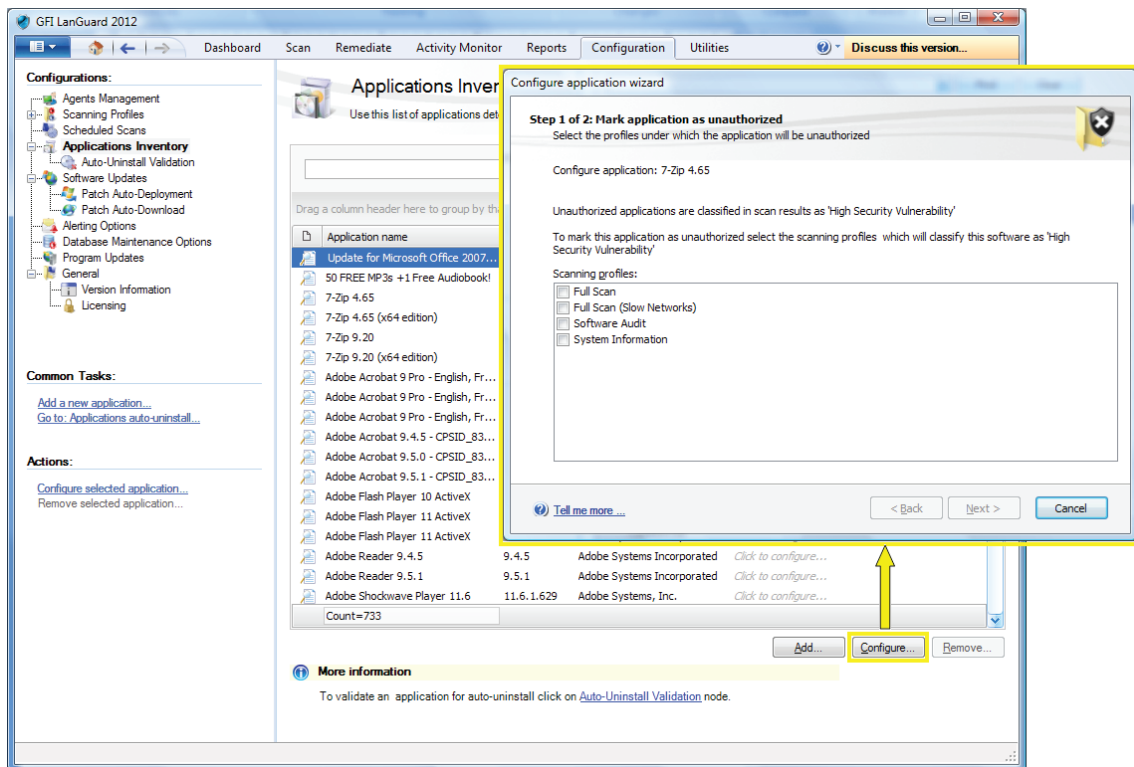 GFI LanGuard 2012
Dashboard Scan Remediate Activity Monitor Reports Configuration Utilities Discuss this version...
Configurations:
Agents Management
Scanning Profiles
Scheduled Scans
Applications Inventory
Auto-Uninstall Validation
Software Updates
Patch Auto-Deployment
Patch Auto-Download
Alerting Options
Database Maintenance Options
Program Updates
General
Version Information
Licensing
Common Tasks:
Add a new application...
Go to: Applications auto-uninstall...
Actions:
Configure selected application...
Remove selected application...
Applications Inver
Use this list of applications det
Drag a column header here to group by th
Application name
Update for Microsoft Office 2007...
50 FREE MP3s +1 Free Audiobook!
7-Zip 4.65
7-Zip 4.65 (x64 edition)
7-Zip 9.20
7-Zip 9.20 (x64 edition)
Adobe Acrobat 9 Pro - English, Fr...
Adobe Acrobat 9 Pro - English, Fr...
Adobe Acrobat 9 Pro - English, Fr...
Adobe Acrobat 9.4.5 - CPSID_83...
Adobe Acrobat 9.5.0 - CPSID_83...
Adobe Acrobat 9.5.1 - CPSID_83...
Adobe Flash Player 10 ActiveX
Adobe Flash Player 11 ActiveX
Adobe Flash Player 11 ActiveX
Adobe Reader 9.4.5 9.4.5 Adobe Systems Incorporated Click to configure...
Adobe Reader 9.5.1 9.5.1 Adobe Systems Incorporated Click to configure...
Adobe Shockwave Player 11.6 11.6.1.629 Adobe Systems, Inc. Click to configure...
Count=733
Add... Configure... Remove...
More information
To validate an application for auto-uninstall click on Auto-Uninstall Validation node.
Configure application wizard
Step 1 of 2: Mark application as unauthorized
Select the profiles under which the application will be unauthorized
Configure application: 7-Zip 4.65
Unauthorized applications are classified in scan results as 'High Security Vulnerability'
To mark this application as unauthorized select the scanning profiles which will classify this software as 'High
Security Vulnerability'
Scanning profiles:
Full Scan
Full Scan (Slow Networks)
Software Audit
System Information
Tell me more ...
< Back Next > Cancel